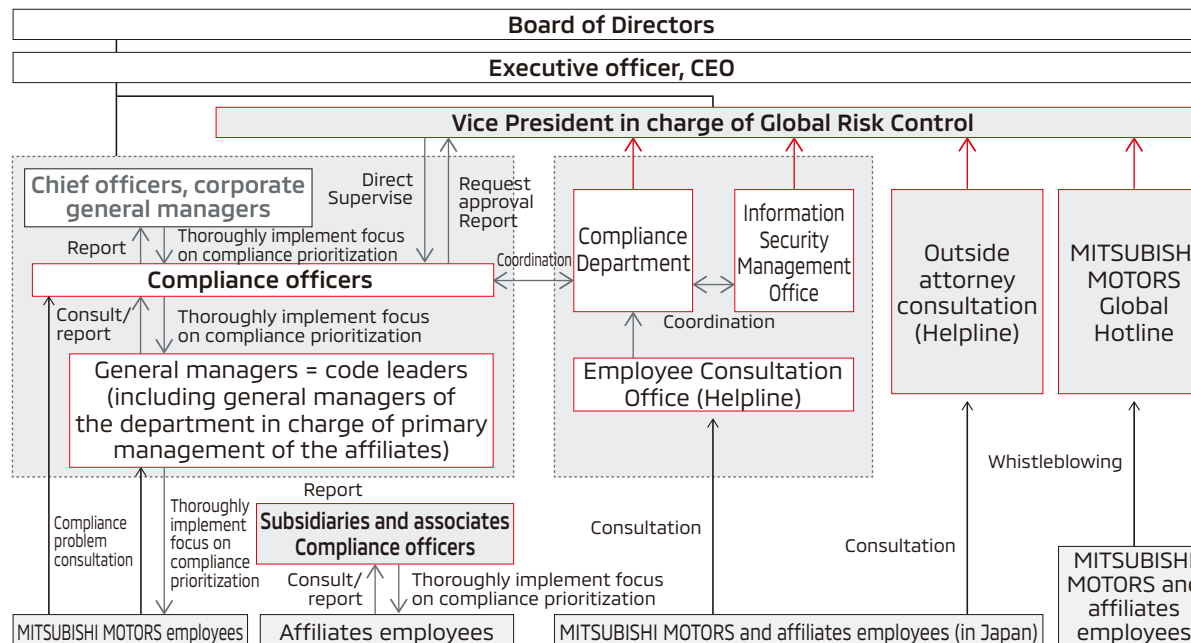 Board of Directors
Executive officer, CEO
Vice President in charge of Global Risk Control
Chief officers, corporate
general managers
Direct
Supervise
Request
approval
Report
Report
Thoroughly implement focus
on compliance prioritization
Compliance officers
Coordination
Compliance
Department
Information
Security
Management
Office
Coordination
Outside
attorney
consultation
(Helpline)
MITSUBISHI
MOTORS
Global
Hotline
Consult/
report
Thoroughly implement focus
on compliance prioritization
General managers = code leaders
(including general managers of
the department in charge of primary
management of the affiliates)
Employee Consultation
Office (Helpline)
Whistleblowing
Report
Compliance
problem
consultation
Thoroughly
implement
focus on
compliance
prioritization
Subsidiaries and associates
Compliance officers
Consultation
Consultation
Consult/
report
Thoroughly implement focus
on compliance prioritization
MITSUBISHI MOTORS employees
Affiliates employees
MITSUBISHI MOTORS and affiliates employees (in Japan)
MITSUBISHI
MOTORS and
affiliates
employees